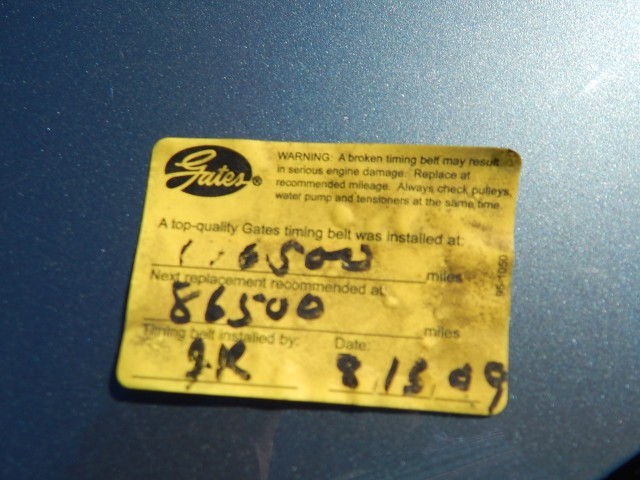 Gates®
WARNING: A broken timing belt may result
in serious engine damage. Replace at
recommended mileage. Always check pulleys,
water pump and tensioners at the same time.
A top-quality Gates timing belt was installed at:
miles
Next replacement recommended at:
86500 miles
Timing belt installed by: Date:
J.K 8.13.09